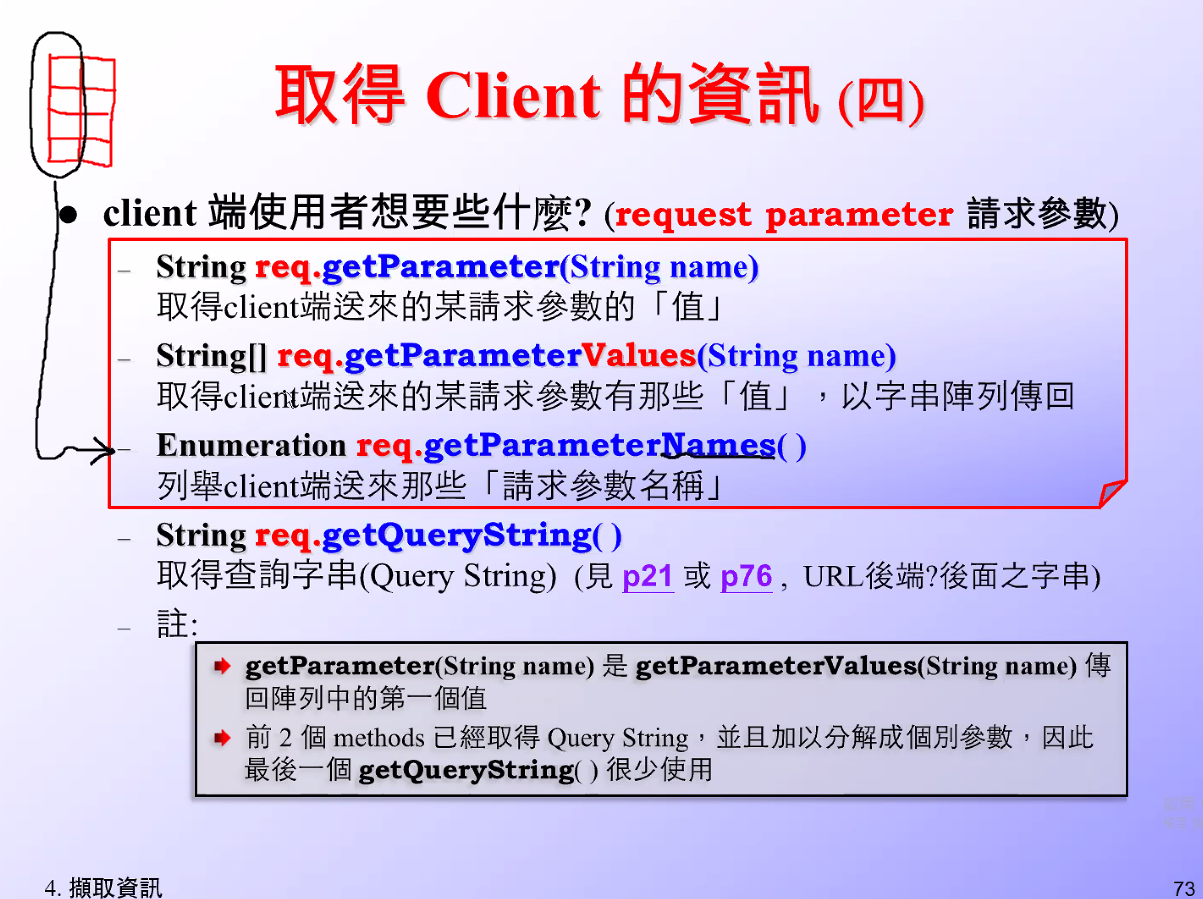 取得 Client 的資訊 (四)
● client 端使用者想要些什麼? (request parameter 請求參數)
– String req.getParameter(String name)
取得client端送來的某請求參數的「值」
– String[] req.getParameterValues(String name)
取得client端送來的某請求參數有那些「值」，以字串陣列傳回
– Enumeration req.getParameterNames( )
列舉client端送來那些「請求參數名稱」
– String req.getQueryString( )
取得查詢字串(Query String) (見 p21 或 p76 , URL後端?後面之字串)
– 註:
getParameter(String name) 是 getParameterValues(String name) 傳
回陣列中的第一個值
前 2 個 methods 已經取得 Query String，並且加以分解成個別參數，因此
最後一個 getQueryString( ) 很少使用
4. 擷取資訊
73